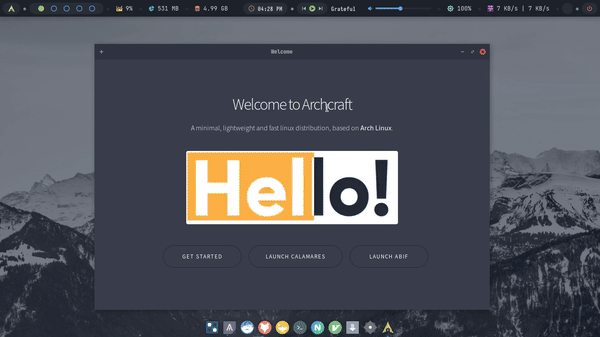 9% 531 MB 4.99 GB 04:28 PM Grateful 100% 7 KB/s | 7 KB/s
Welcome
Welcome to Archcraft
A minimal, lightweight and fast linux distribution, based on Arch Linux.
Hello!
GET STARTED LAUNCH CALAMARES LAUNCH ABIF